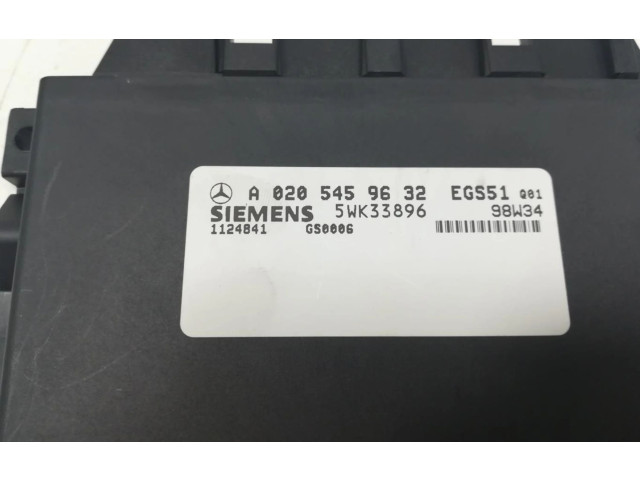 A 020 545 96 32 EGS51 Q01
SIEMENS 5WK33896 98W34
1124841 GS0006